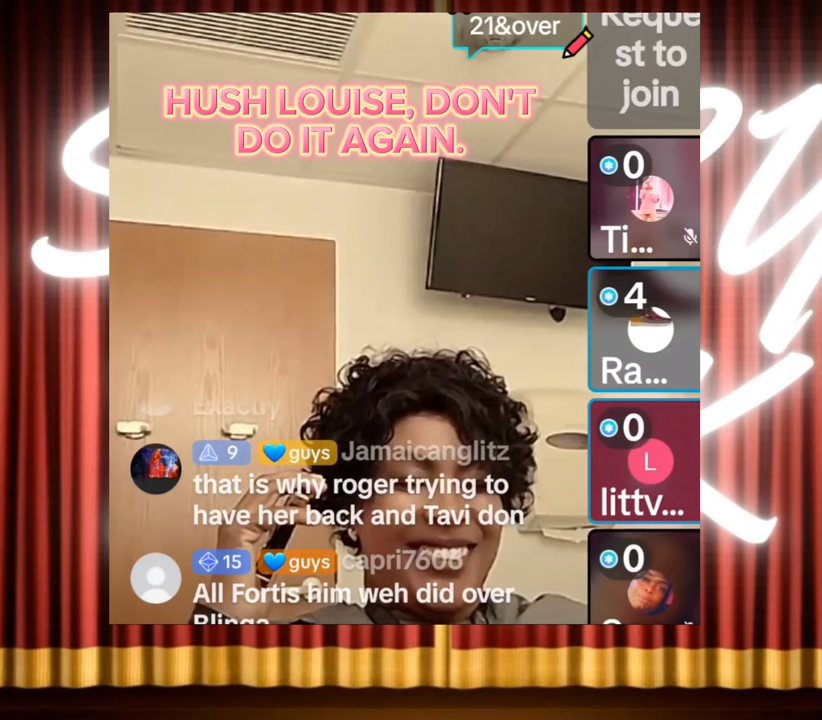 21&over
Reque
st to
join
HUSH LOUISE, DON'T
DO IT AGAIN.
0
Ti...
4
Ra...
0
L
littv...
0
Exactly
9 guys Jamaicanglitz
that is why roger trying to
have her back and Tavi don
15 guys capri7608
All Fortis him weh did over
Blinga